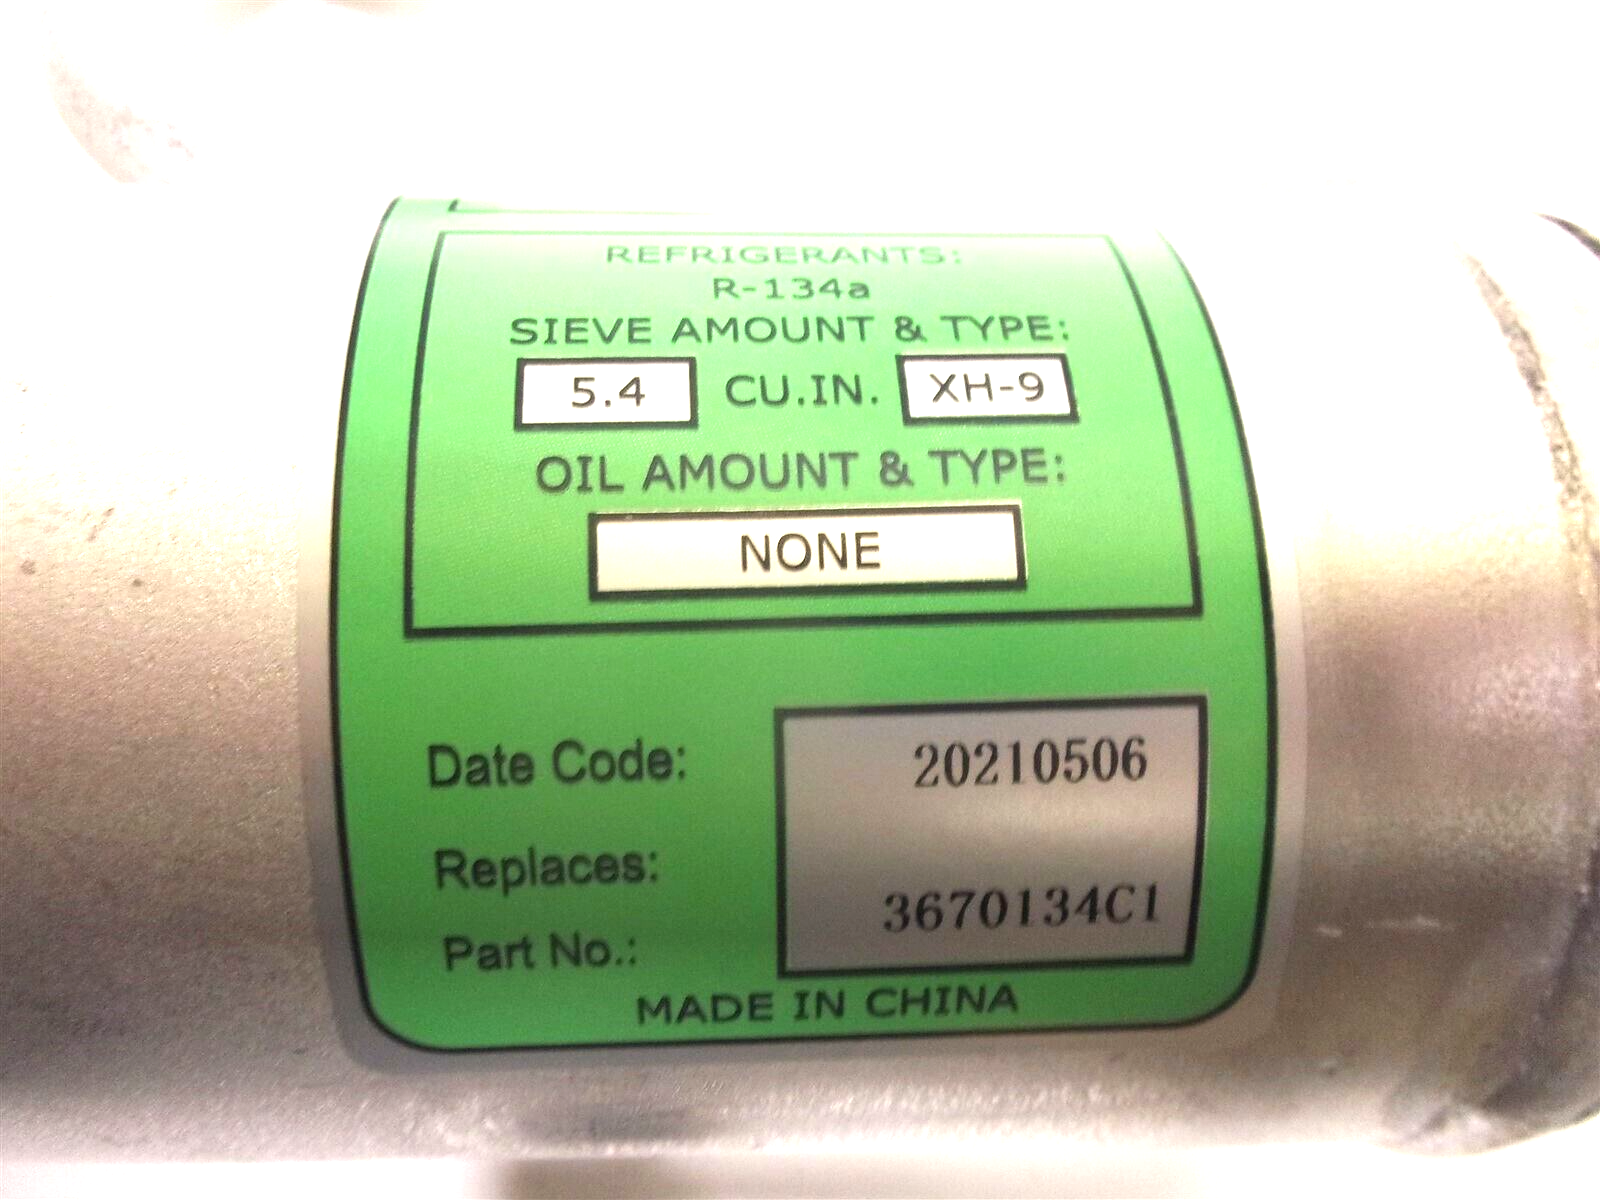 REFRIGERANTS:
R-134a
SIEVE AMOUNT & TYPE:
5.4 CU.IN. XH-9
OIL AMOUNT & TYPE:
NONE
Date Code: 20210506
Replaces: 3670134C1
Part No.:
MADE IN CHINA